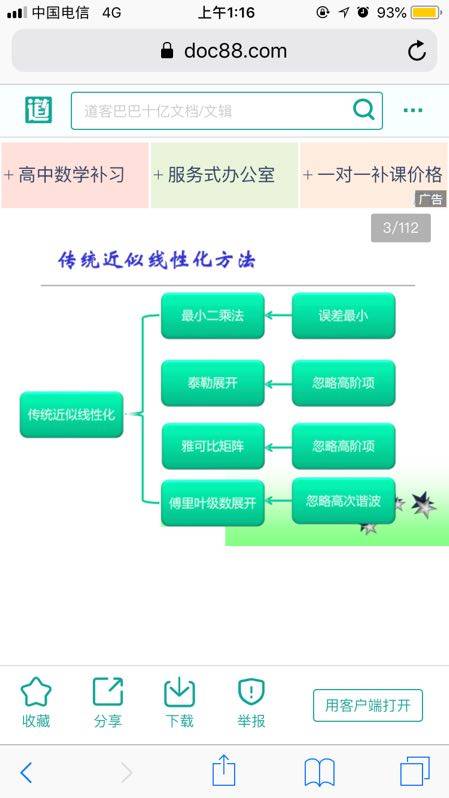 中国电信 4G 上午1:16 93%
doc88.com
道 道客巴巴十亿文档/文辑
+ 高中数学补习 + 服务式办公室 + 一对一补课价格
广告
3/112
传统近似线性化方法
最小二乘法 误差最小
泰勒展开 忽略高阶项
传统近似线性化
雅可比矩阵 忽略高阶项
傅里叶级数展开 忽略高次谐波
收藏 分享 下载 举报 用客户端打开